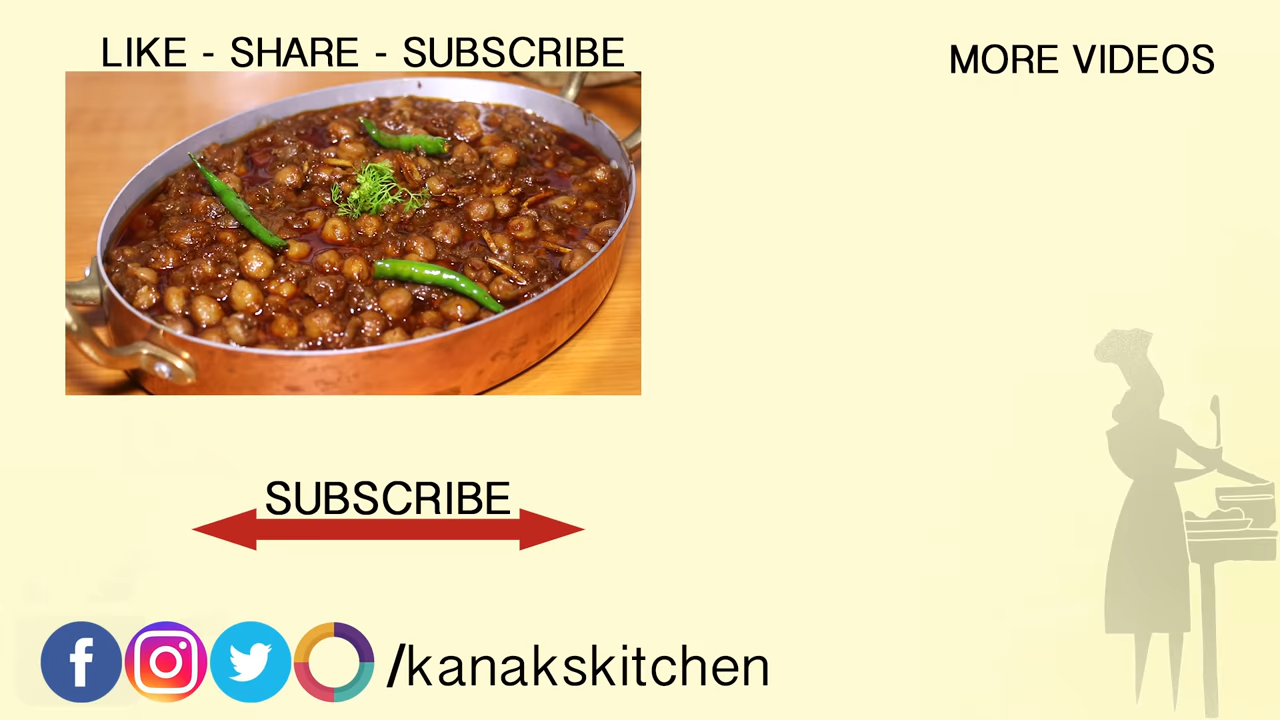 LIKE - SHARE - SUBSCRIBE
MORE VIDEOS
SUBSCRIBE
/kanakskitchen